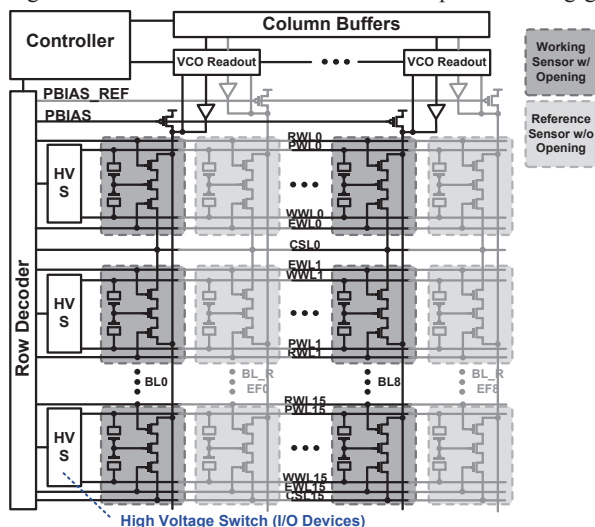 Column Buffers
Controller
VCO Readout
VCO Readout
Working
Sensor w/
Opening
Reference
Sensor w/o
Opening
PBIAS_REF
PBIAS
RWL0
PWL0
HV
S
WWL0
EWL0
CSL0
EWL1
WWL1
HV
S
PWL1
RWL1
Row Decoder
BL0
BL_R
EF0
BL8
BL_R
EF8
RWL15
PWL15
HV
S
WWL15
EWL15
CSL15
High Voltage Switch (I/O Devices)